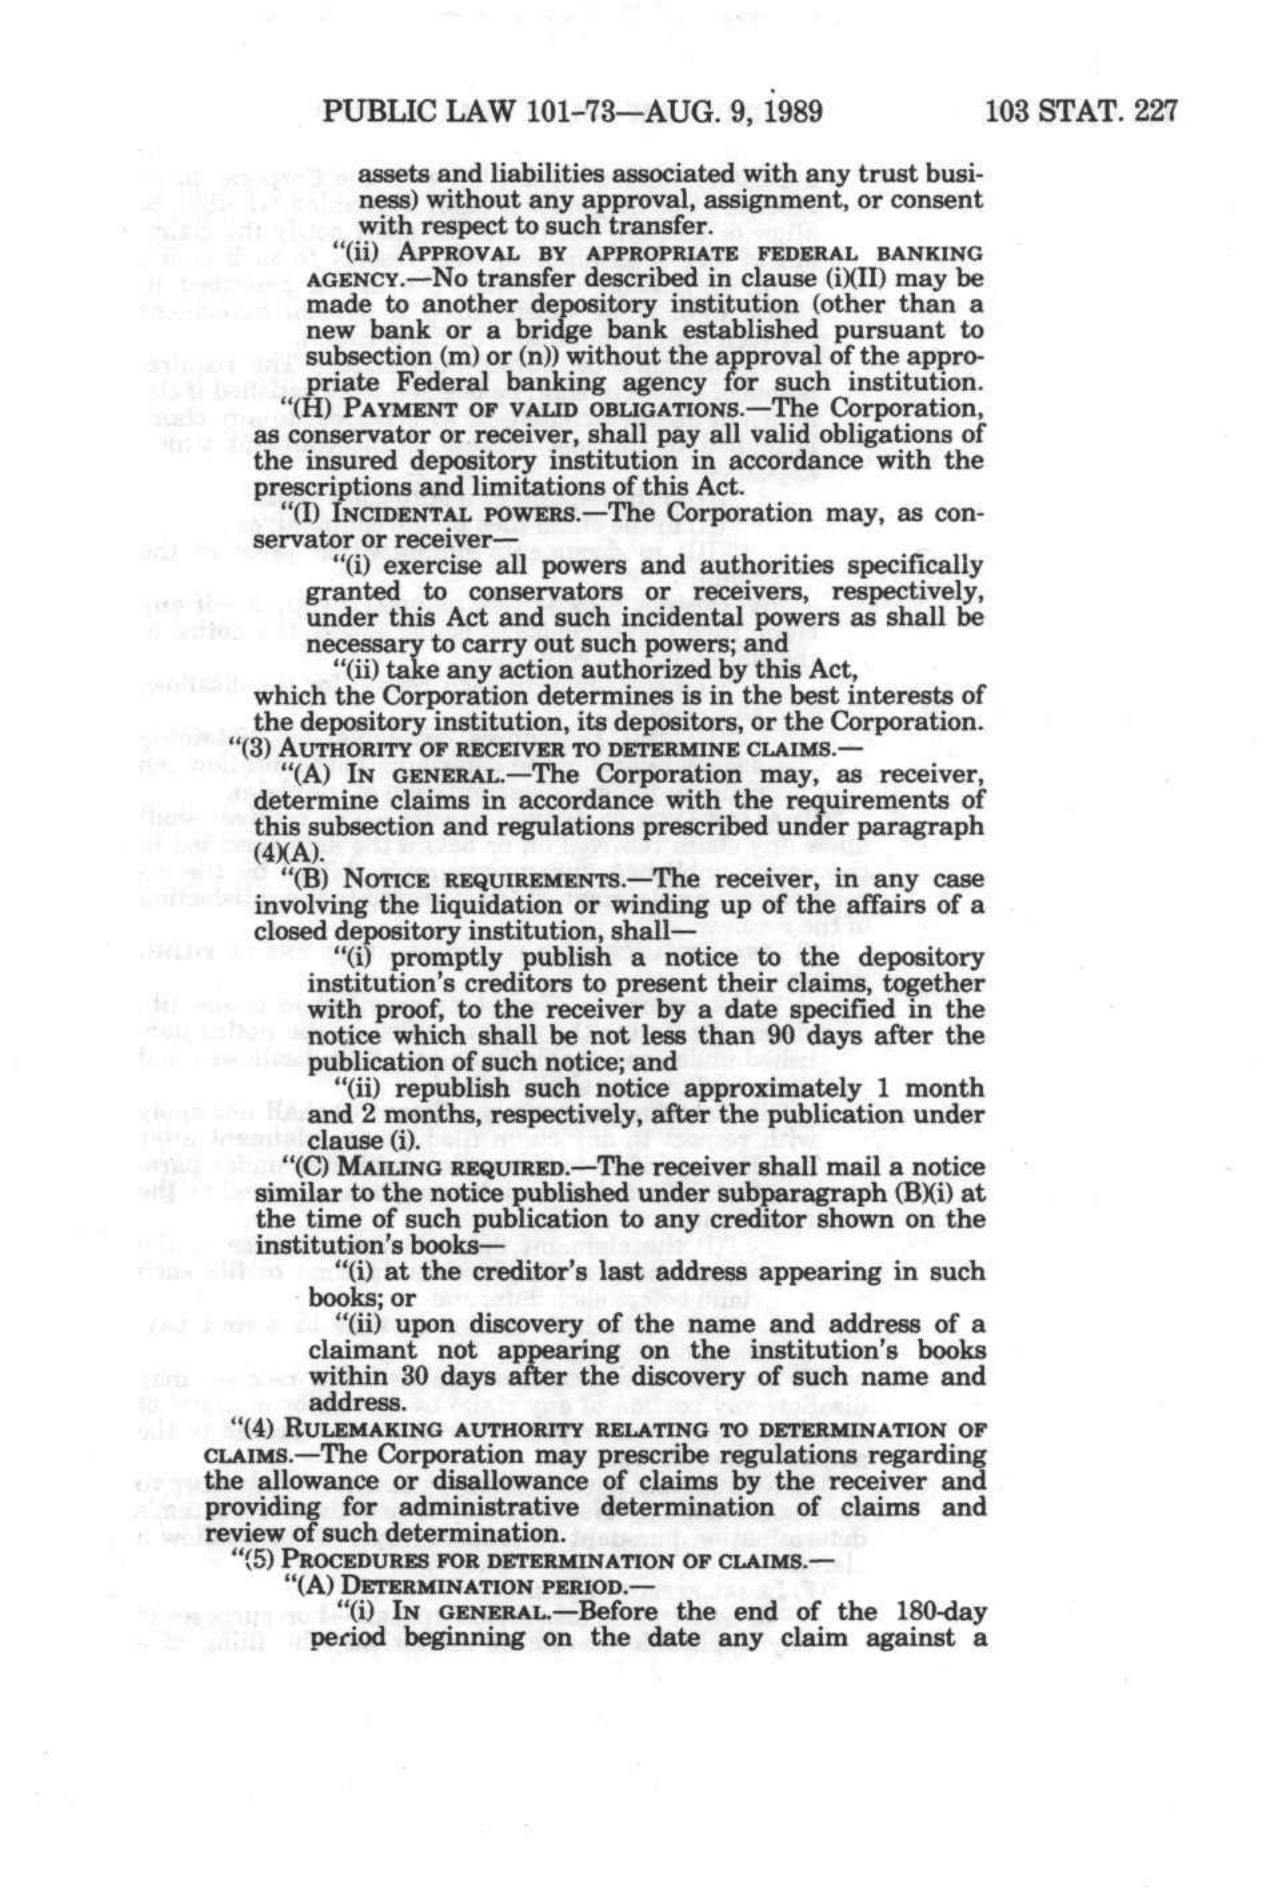 PUBLIC LAW 101-73—AUG. 9, 1989 103 STAT. 227
assets and liabilities associated with any trust busi-
ness) without any approval, assignment, or consent
with respect to such transfer.
“(ii) APPROVAL BY APPROPRIATE FEDERAL BANKING
AGENCY.—No transfer described in clause (i)(II) may be
made to another depository institution (other than a
new bank or a bridge bank established pursuant to
subsection (m) or (n)) without the approval of the appro-
priate Federal banking agency for such institution.
“(H) PAYMENT OF VALID OBLIGATIONS.—The Corporation,
as conservator or receiver, shall pay all valid obligations of
the insured depository institution in accordance with the
prescriptions and limitations of this Act.
“(I) INCIDENTAL POWERS.—The Corporation may, as con-
servator or receiver—
“(i) exercise all powers and authorities specifically
granted to conservators or receivers, respectively,
under this Act and such incidental powers as shall be
necessary to carry out such powers; and
“(ii) take any action authorized by this Act,
which the Corporation determines is in the best interests of
the depository institution, its depositors, or the Corporation.
“(3) AUTHORITY OF RECEIVER TO DETERMINE CLAIMS.—
“(A) IN GENERAL.—The Corporation may, as receiver,
determine claims in accordance with the requirements of
this subsection and regulations prescribed under paragraph
(4)(A).
“(B) NOTICE REQUIREMENTS.—The receiver, in any case
involving the liquidation or winding up of the affairs of a
closed depository institution, shall—
“(i) promptly publish a notice to the depository
institution's creditors to present their claims, together
with proof, to the receiver by a date specified in the
notice which shall be not less than 90 days after the
publication of such notice; and
“(ii) republish such notice approximately 1 month
and 2 months, respectively, after the publication under
clause (i).
“(C) MAILING REQUIRED.—The receiver shall mail a notice
similar to the notice published under subparagraph (B)(i) at
the time of such publication to any creditor shown on the
institution's books—
“(i) at the creditor's last address appearing in such
books; or
“(ii) upon discovery of the name and address of a
claimant not appearing on the institution's books
within 30 days after the discovery of such name and
address.
“(4) RULEMAKING AUTHORITY RELATING TO DETERMINATION OF
CLAIMS.—The Corporation may prescribe regulations regarding
the allowance or disallowance of claims by the receiver and
providing for administrative determination of claims and
review of such determination.
“(5) PROCEDURES FOR DETERMINATION OF CLAIMS.—
“(A) DETERMINATION PERIOD.—
“(i) IN GENERAL.—Before the end of the 180-day
period beginning on the date any claim against a